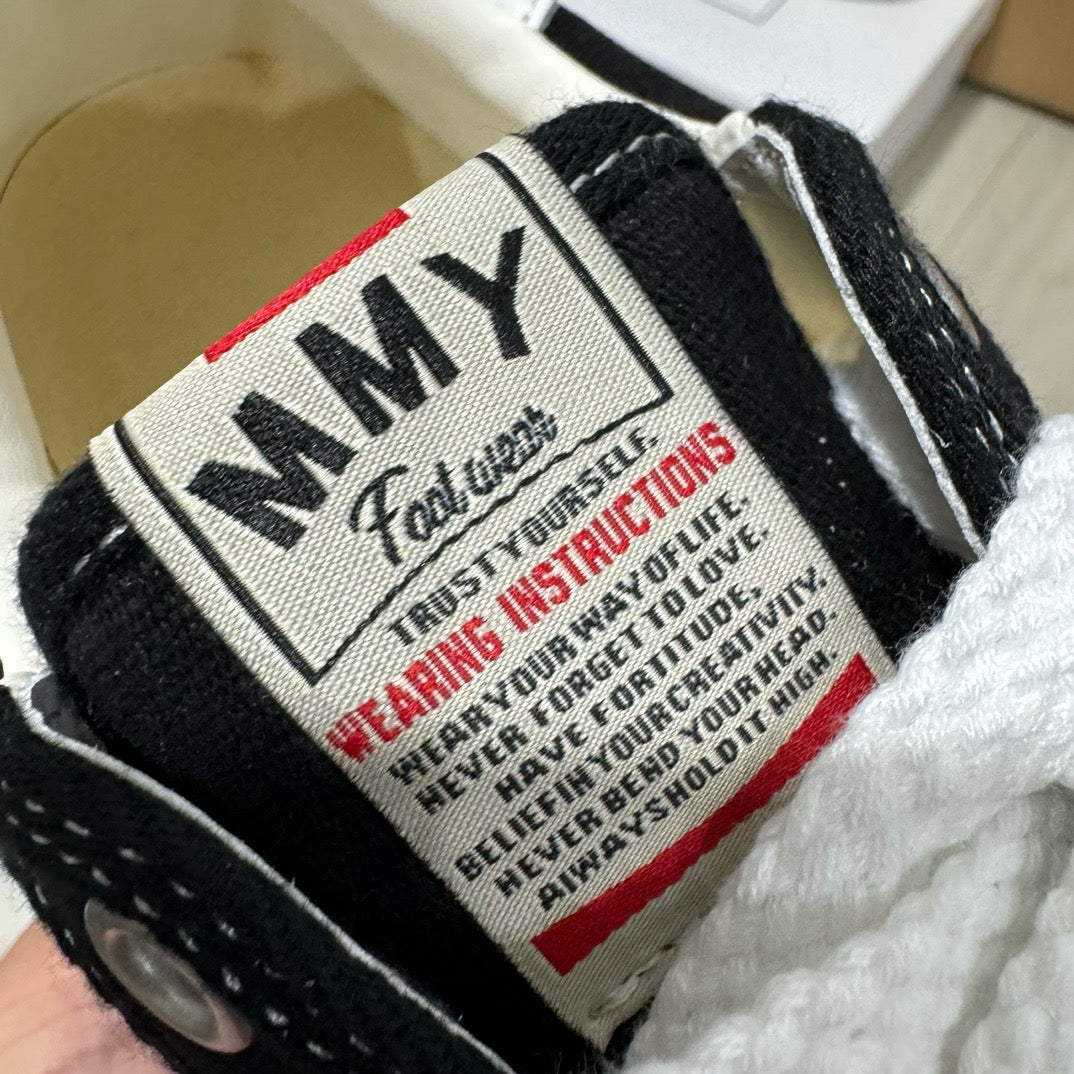 MMY
Footwear
TRUST YOURSELF.
WEARING INSTRUCTIONS
WEAR YOUR WAY OF LIFE.
NEVER FORGET TO LOVE.
HAVE FORTITUDE,
BELIEF IN YOUR CREATIVITY.
NEVER BEND YOUR HEAD.
AIWAYS HOLD IT HIGH.